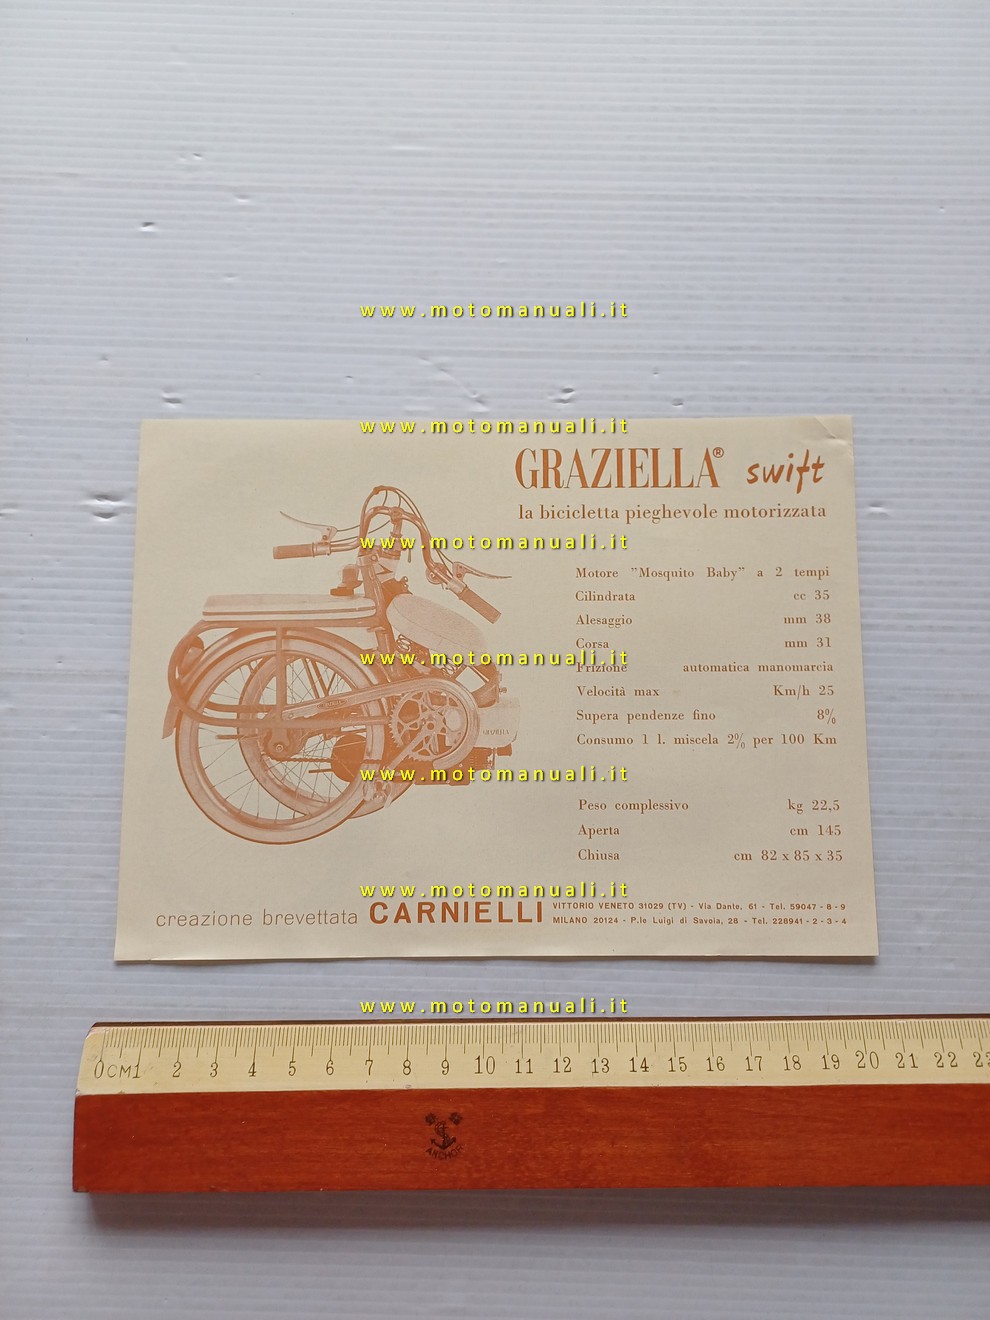 www.motomanuali.it
www.motomanuali.it
GRAZIELLA® swift
la bicicletta pieghevole motorizzata
www.motomanuali.it
Motore "Mosquito Baby" a 2 tempi
Cilindrata cc 35
Alesaggio mm 38
Corsa mm 31
www.motomanuali.it
Frizione automatica manomarcia
Velocità max Km/h 25
Supera pendenze fino 8%
GRAZIELLA
Consumo 1 l. miscela 2% per 100 Km
www.motomanuali.it
Peso complessivo kg 22,5
Aperta cm 145
Chiusa cm 82 x 85 x 35
www.motomanuali.it
creazione brevettata CARNIELLI
VITTORIO VENETO 31029 (TV) - Via Dante, 61 - Tel. 59047 - 8 - 9
MILANO 20124 - P.le Luigi di Savoia, 28 - Tel. 228941 - 2 - 3 - 4
www.motomanuali.it
0 CM 1 2 3 4 5 6 7 8 9 10 11 12 13 14 15 16 17 18 19 20 21 22 23
ANCHOR